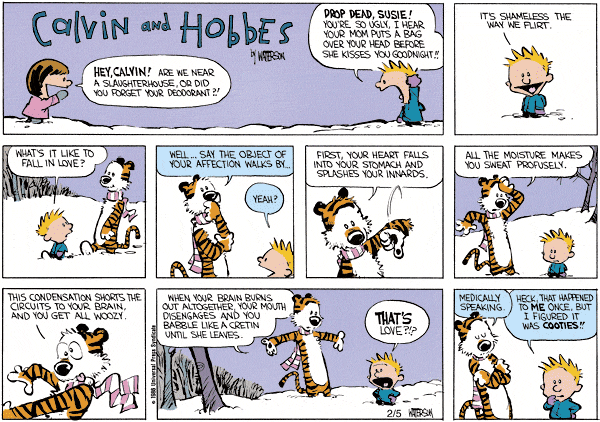 Calvin and Hobbes
by WATTERSON
HEY, CALVIN! ARE WE NEAR
A SLAUGHTERHOUSE, OR DID
YOU FORGET YOUR DEODORANT?!
DROP DEAD, SUSIE!
YOU'RE SO UGLY, I HEAR
YOUR MOM PUTS A BAG
OVER YOUR HEAD BEFORE
SHE KISSES YOU GOODNIGHT!!
IT'S SHAMELESS THE
WAY WE FLIRT.
WHAT'S IT LIKE TO
FALL IN LOVE?
WELL... SAY THE OBJECT OF
YOUR AFFECTION WALKS BY...
YEAH?
FIRST, YOUR HEART FALLS
INTO YOUR STOMACH AND
SPLASHES YOUR INNARDS.
ALL THE MOISTURE MAKES
YOU SWEAT PROFUSELY.
THIS CONDENSATION SHORTS THE
CIRCUITS TO YOUR BRAIN,
AND YOU GET ALL WOOZY.
© 1986 Universal Press Syndicate
WHEN YOUR BRAIN BURNS
OUT ALTOGETHER, YOUR MOUTH
DISENGAGES AND YOU
BABBLE LIKE A CRETIN
UNTIL SHE LEAVES.
THAT'S
LOVE?!?
2/5 WATTERSON
MEDICALLY
SPEAKING.
HECK, THAT HAPPENED
TO ME ONCE, BUT
I FIGURED IT
WAS COOTIES!!